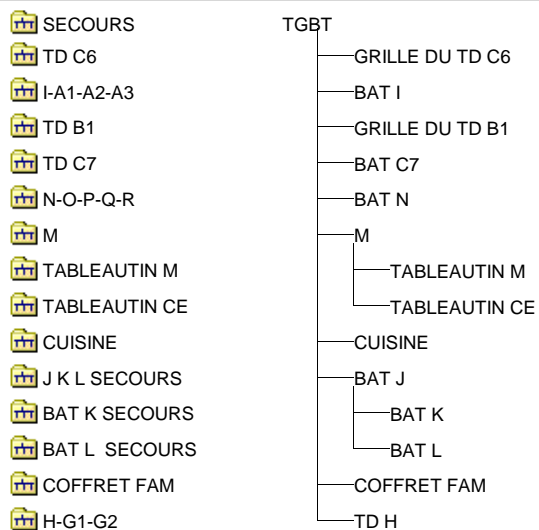 SECOURS TGBT
TD C6 GRILLE DU TD C6
I-A1-A2-A3 BAT I
TD B1 GRILLE DU TD B1
TD C7 BAT C7
N-O-P-Q-R BAT N
M M
TABLEAUTIN M TABLEAUTIN M
TABLEAUTIN CE TABLEAUTIN CE
CUISINE CUISINE
J K L SECOURS BAT J
BAT K SECOURS BAT K
BAT L  SECOURS BAT L
COFFRET FAM COFFRET FAM
H-G1-G2 TD H